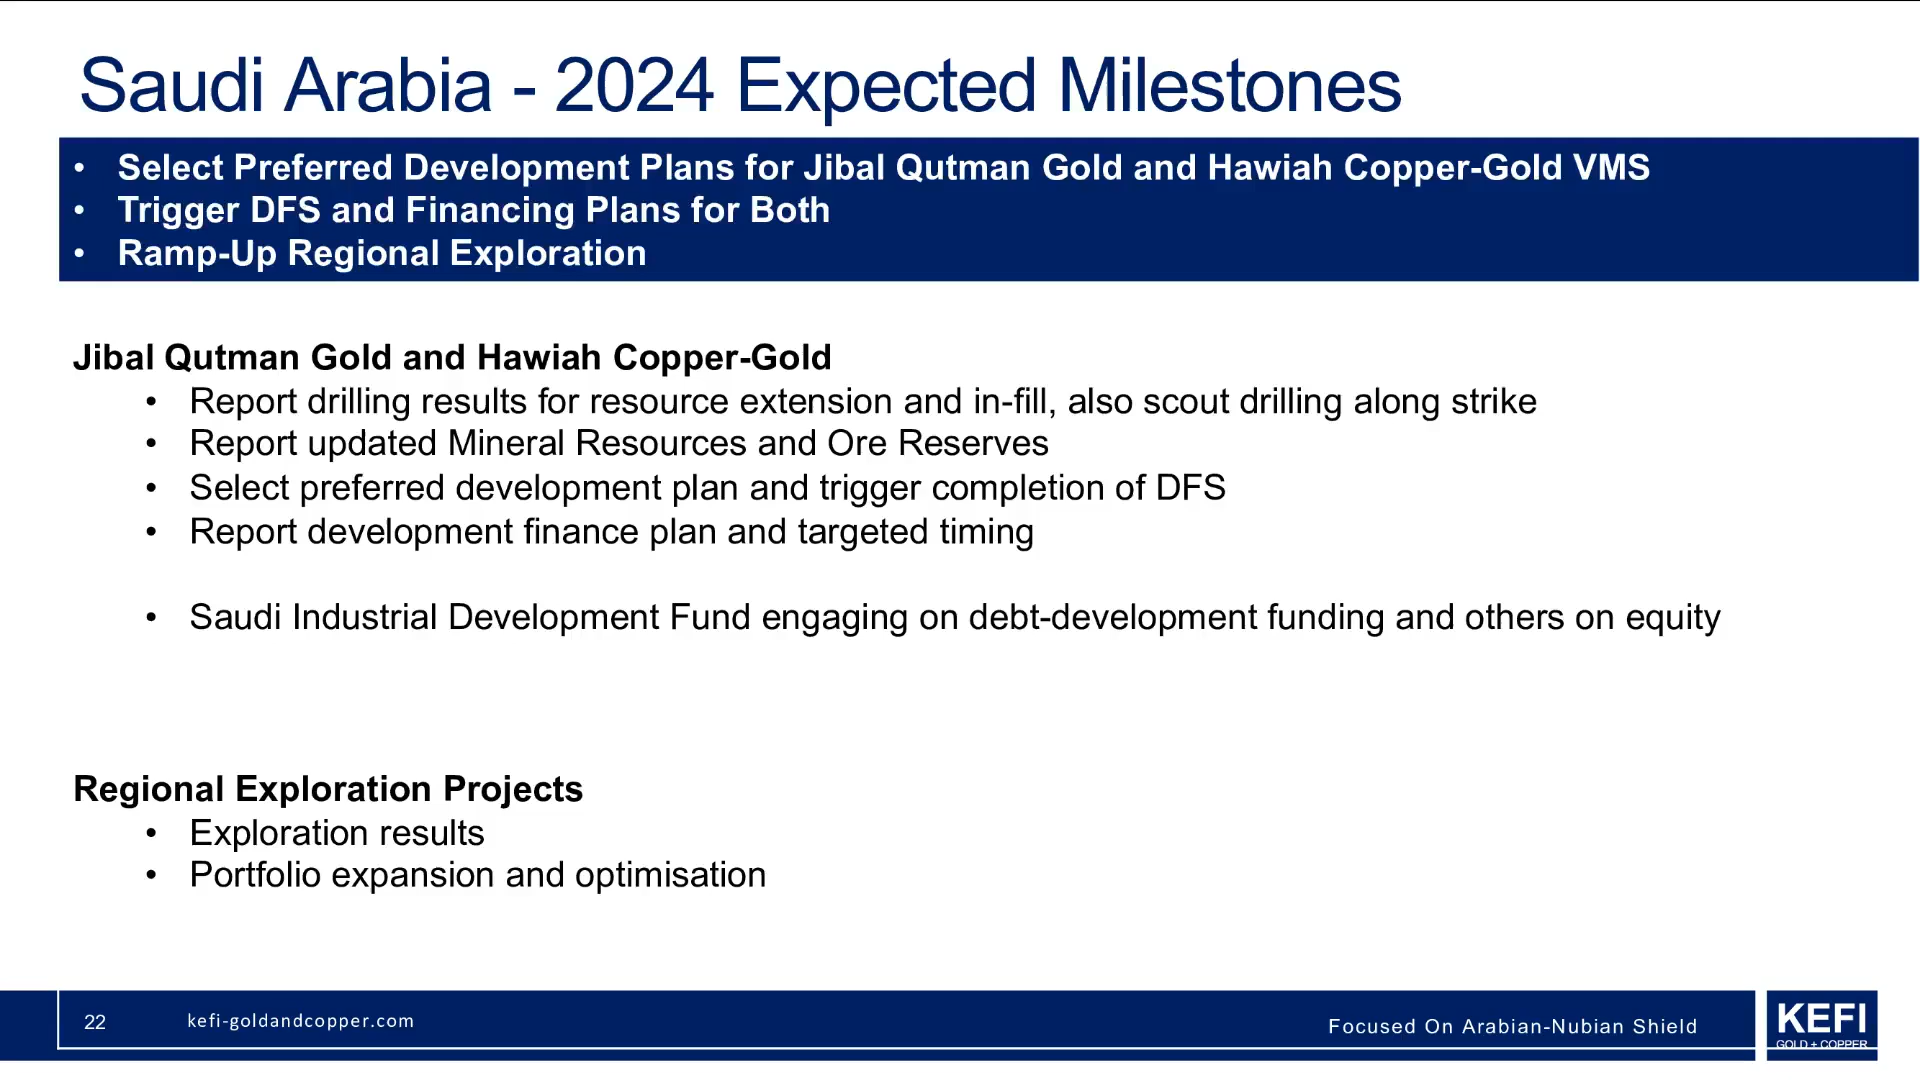 Saudi Arabia - 2024 Expected Milestones
• Select Preferred Development Plans for Jibal Qutman Gold and Hawiah Copper-Gold VMS
• Trigger DFS and Financing Plans for Both
• Ramp-Up Regional Exploration
Jibal Qutman Gold and Hawiah Copper-Gold
• Report drilling results for resource extension and in-fill, also scout drilling along strike
• Report updated Mineral Resources and Ore Reserves
• Select preferred development plan and trigger completion of DFS
• Report development finance plan and targeted timing
• Saudi Industrial Development Fund engaging on debt-development funding and others on equity
Regional Exploration Projects
• Exploration results
• Portfolio expansion and optimisation
22
kefi-goldandcopper.com
Focused On Arabian-Nubian Shield
KEFI
GOLD + COPPER